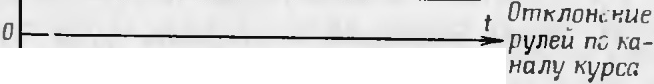 0
t
Отклонение
рулей по ка-
налу курса